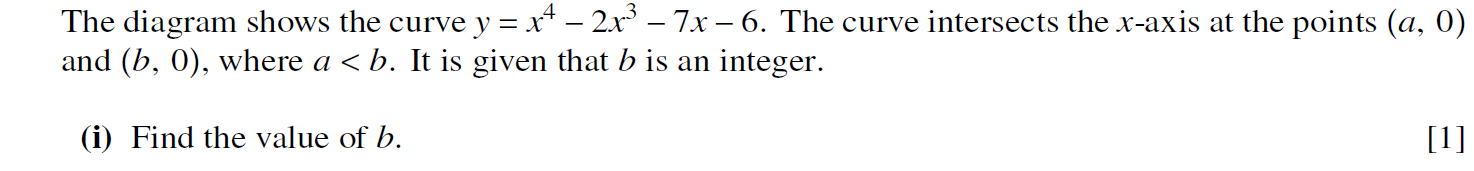 The diagram shows the curve y = x⁴ – 2x³ – 7x – 6. The curve intersects the x-axis at the points (a, 0)
and (b, 0), where a < b. It is given that b is an integer.
(i) Find the value of b. [1]